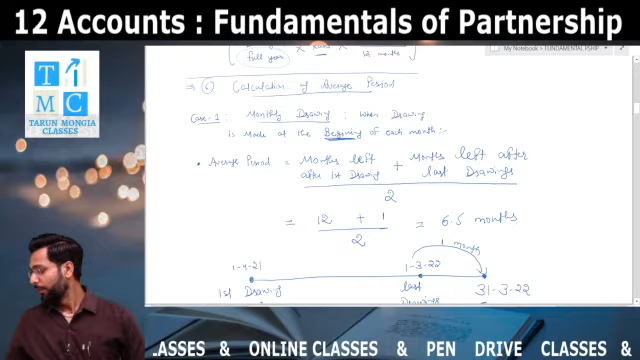 12 Accounts : Fundamentals of Partnership
My Notebook > FUNDAMENTAL PSHIP
full year × Rate × 12 months
T I
M C
TARUN MONGIA
CLASSES
⇒ 6 Calculation of Average Period
Case-1: Monthly Drawing: When Drawing
is Made at the Beginning of each month:-
• Average Period = Months left after 1st Drawing + Months left after last Drawings
2
= 12 + 1 = 6.5 months
2
1 month
1-4-21 1-3-22
1st Drawing last 31-3-22
Drawings
LASSES & ONLINE CLASSES & PEN DRIVE CLASSES &